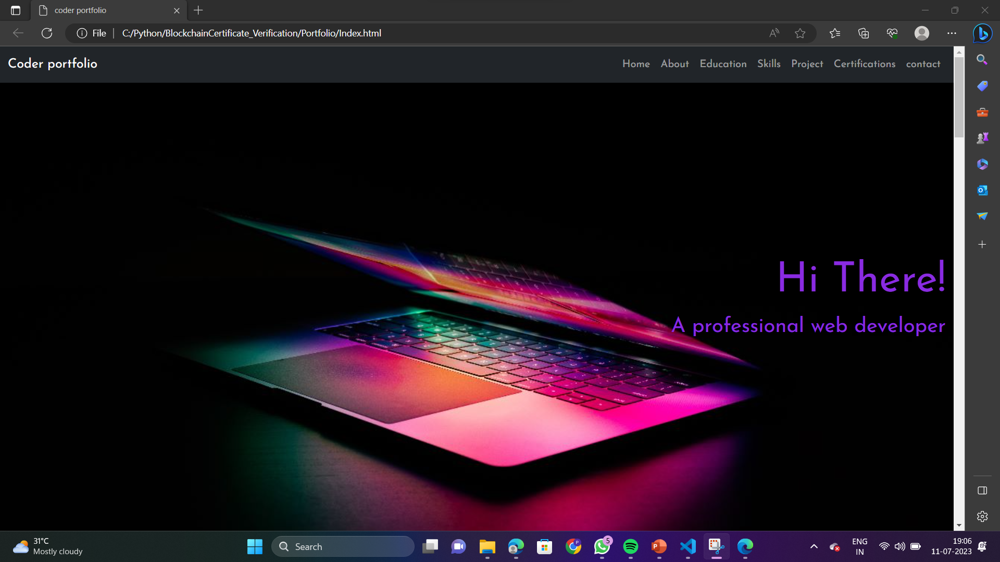 coder portfolio
File
C:/Python/BlockchainCertificate_Verification/Portfolio/Index.html
Coder portfolio
Home About Education Skills Project Certifications contact
Hi There!
A professional web developer
31°C
Mostly cloudy
Search
5
ENG
IN
19:06
11-07-2023